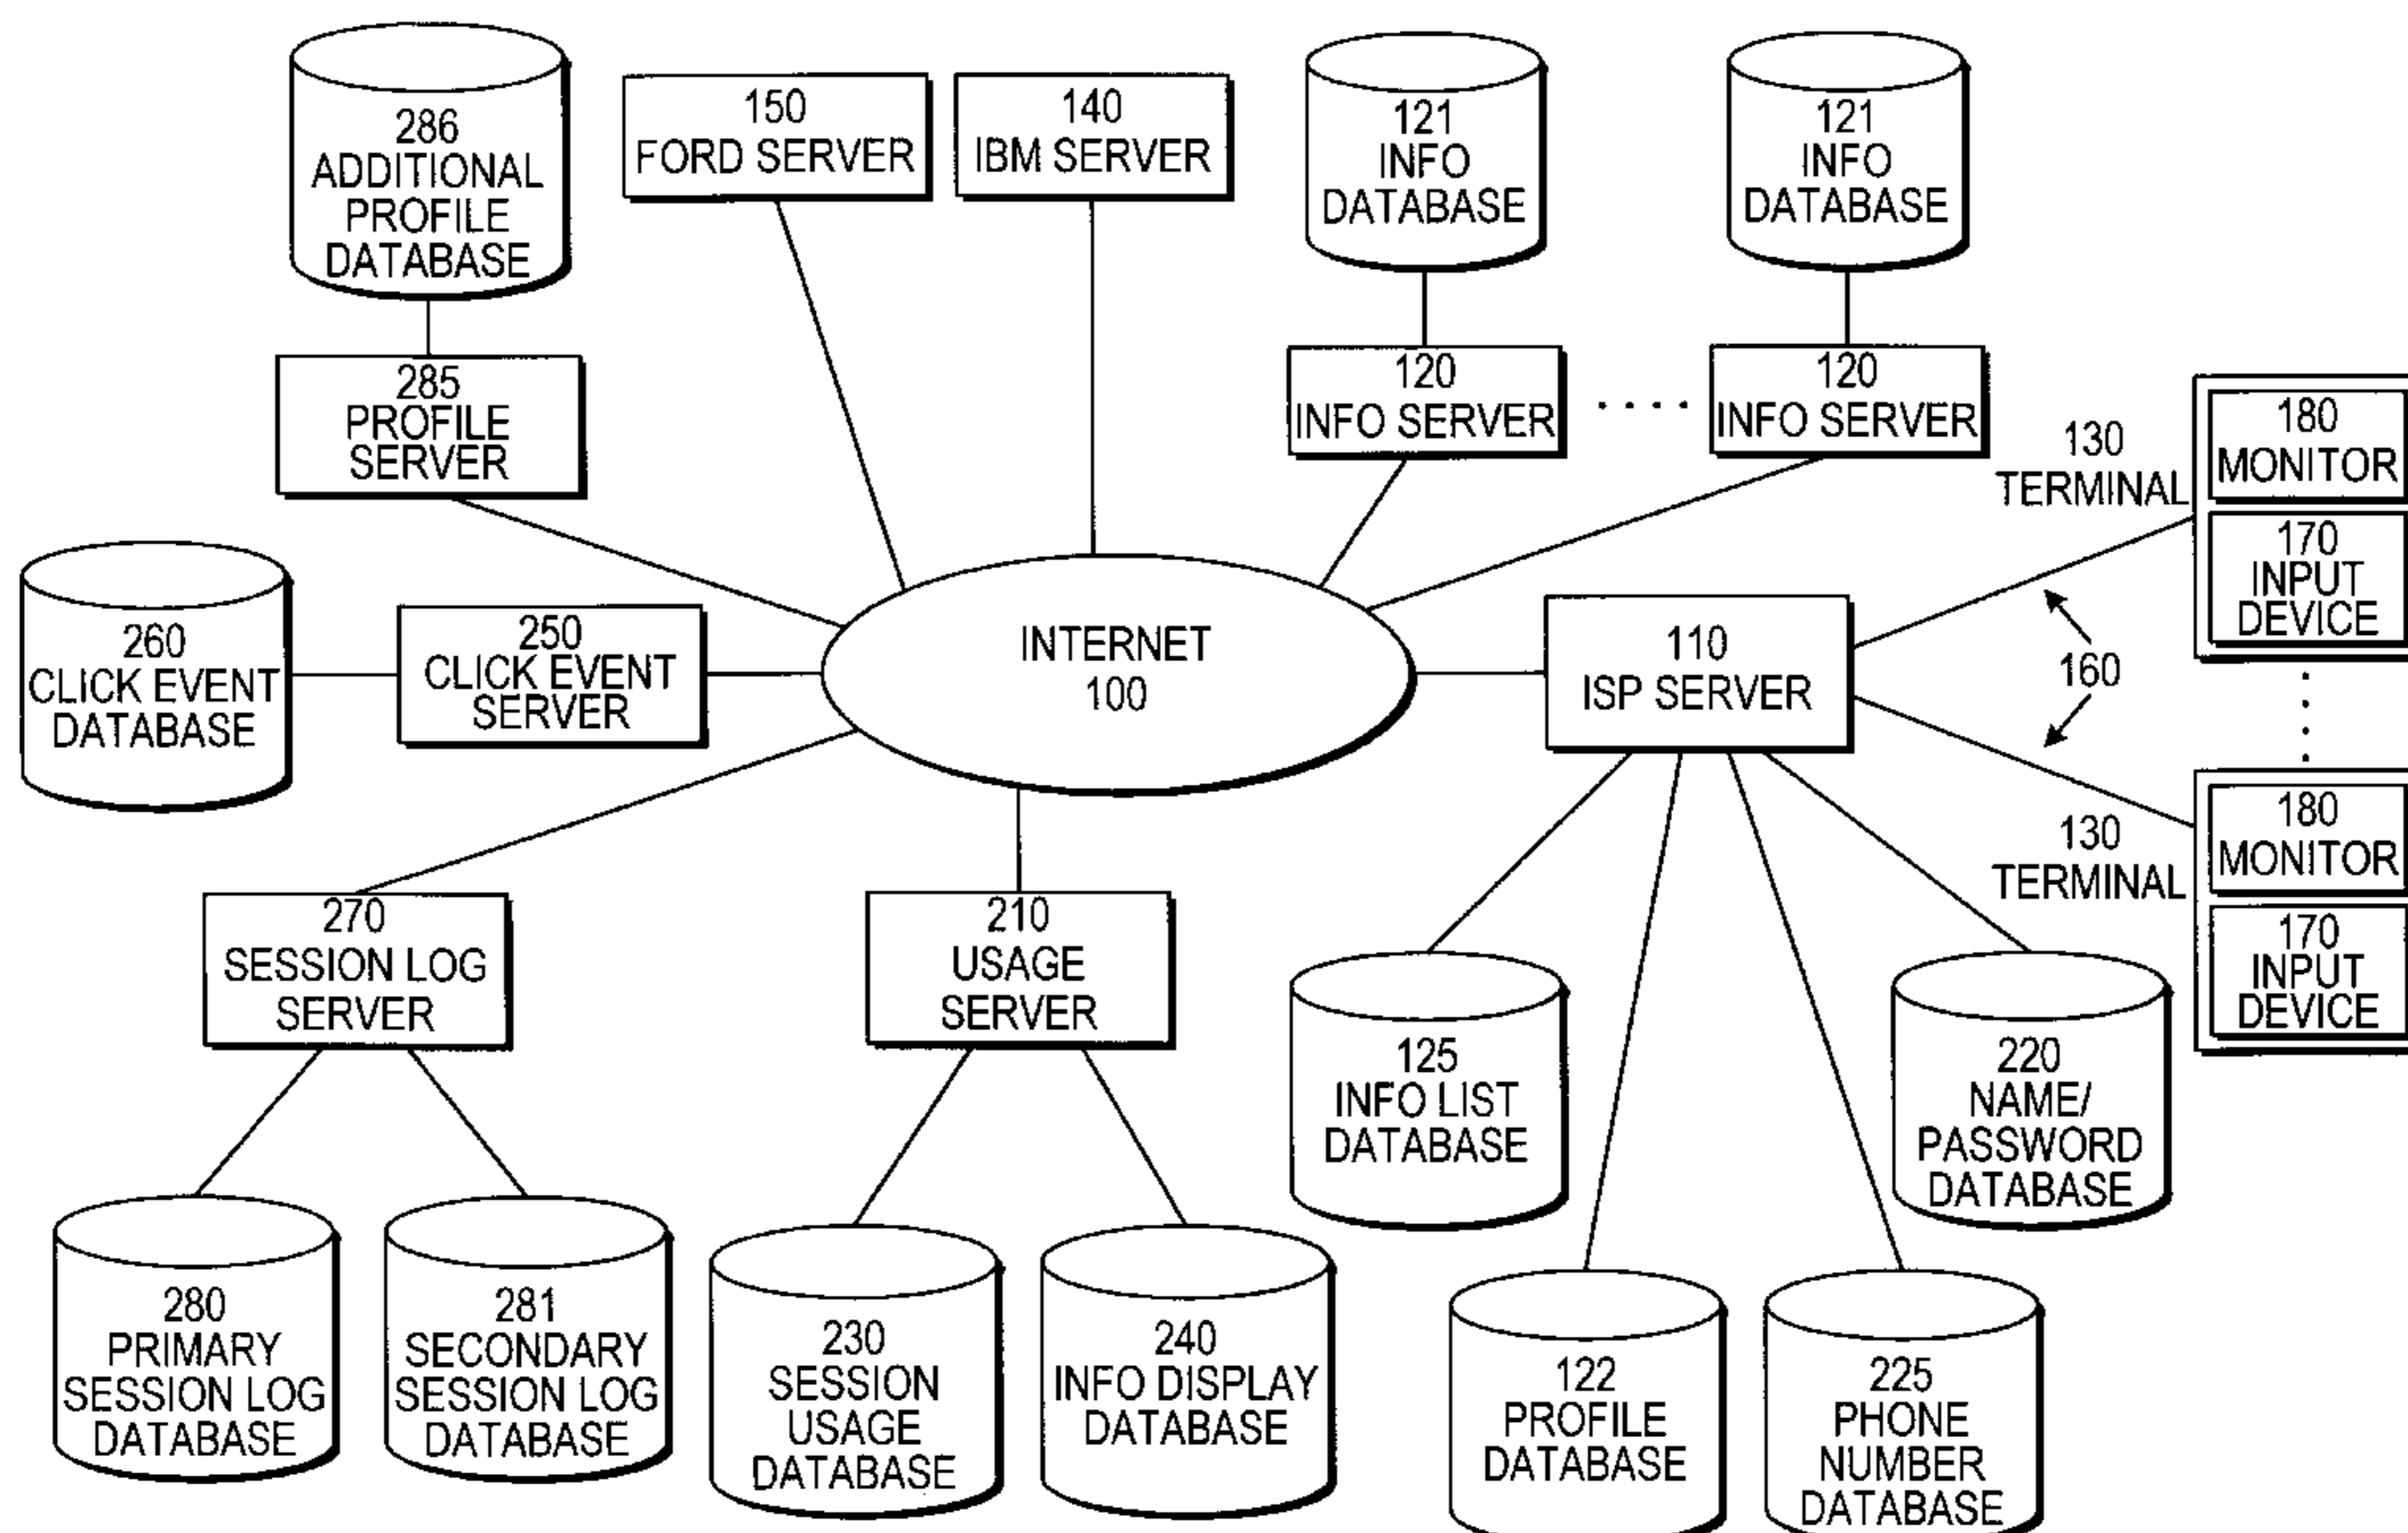 286
ADDITIONAL
PROFILE
DATABASE
150
FORD SERVER
140
IBM SERVER
121
INFO
DATABASE
121
INFO
DATABASE
285
PROFILE
SERVER
120
INFO SERVER
120
INFO SERVER
130
TERMINAL
180
MONITOR
170
INPUT
DEVICE
260
CLICK EVENT
DATABASE
250
CLICK EVENT
SERVER
INTERNET
100
110
ISP SERVER
160
130
TERMINAL
180
MONITOR
170
INPUT
DEVICE
270
SESSION LOG
SERVER
210
USAGE
SERVER
125
INFO LIST
DATABASE
220
NAME/
PASSWORD
DATABASE
280
PRIMARY
SESSION LOG
DATABASE
281
SECONDARY
SESSION LOG
DATABASE
230
SESSION
USAGE
DATABASE
240
INFO DISPLAY
DATABASE
122
PROFILE
DATABASE
225
PHONE
NUMBER
DATABASE